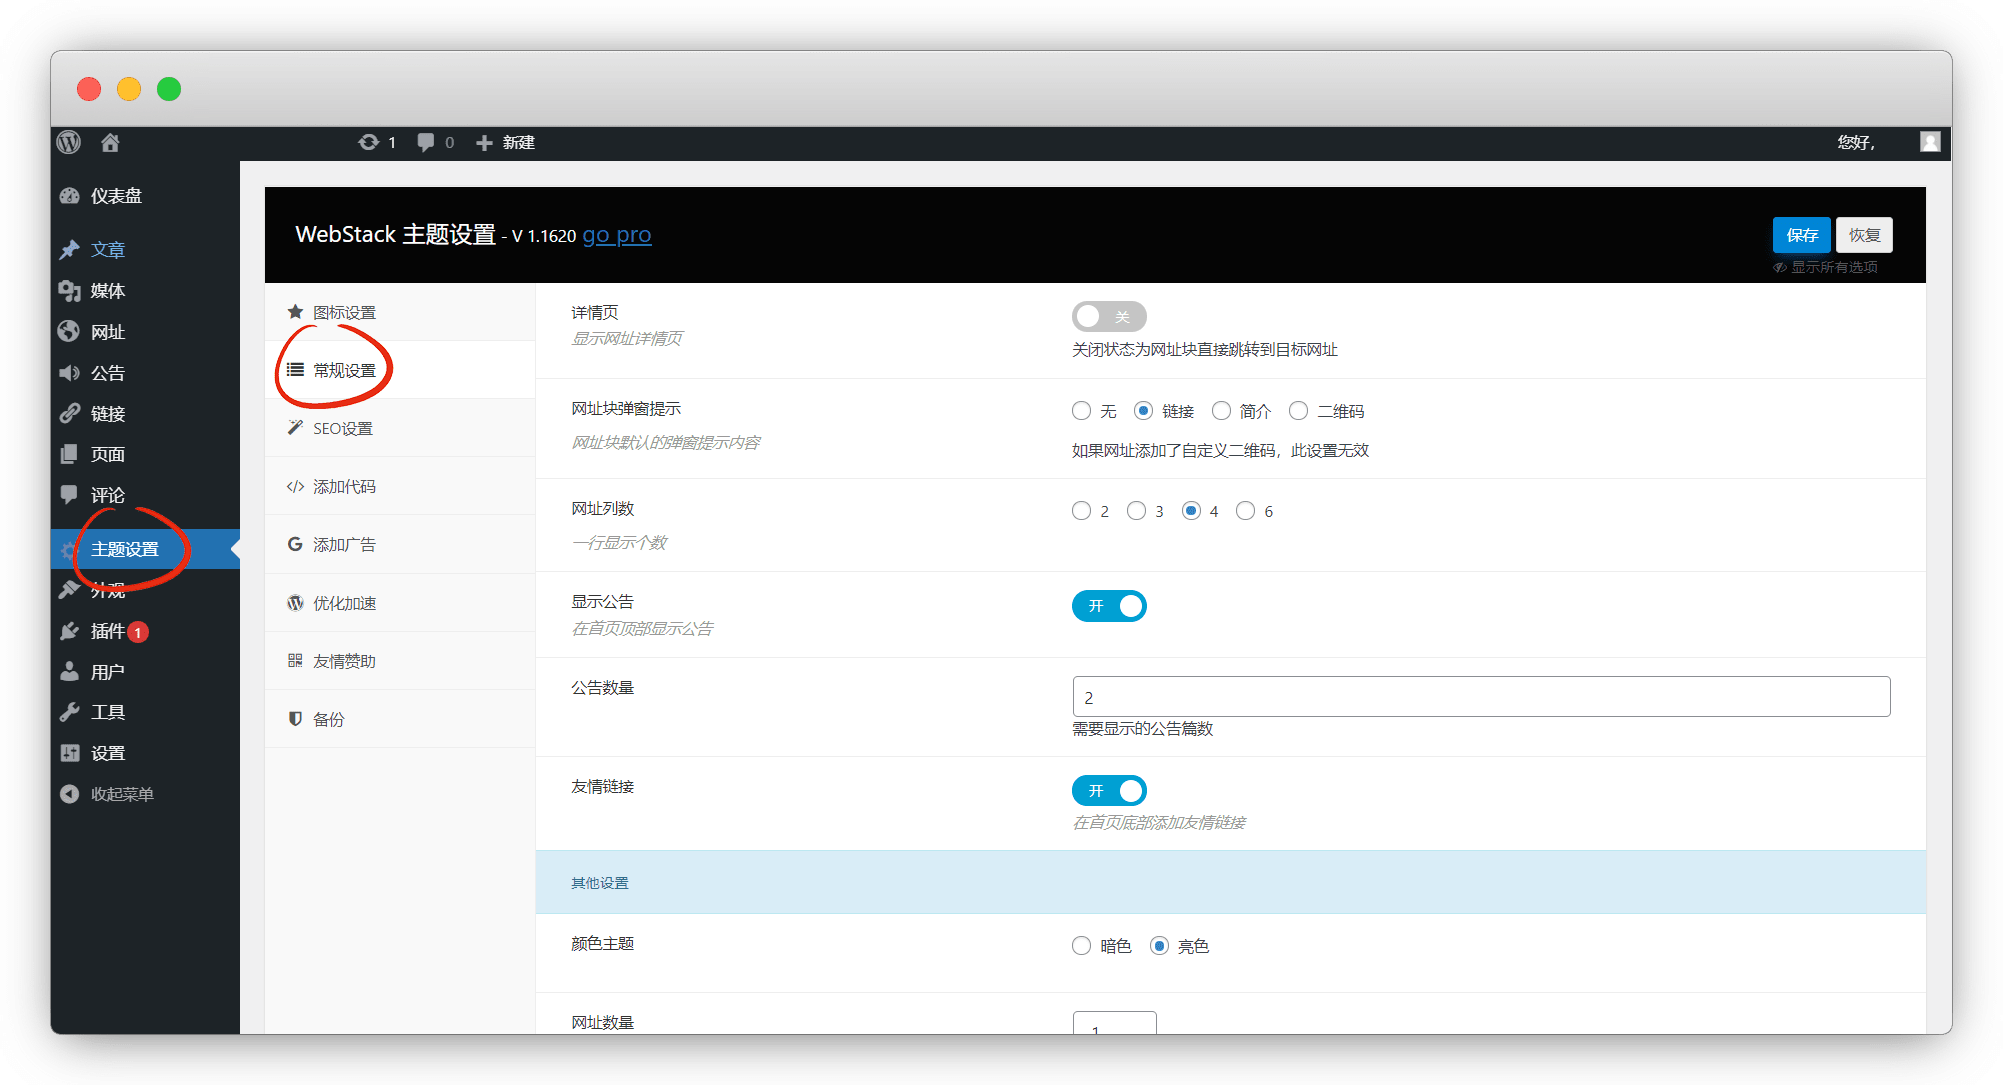 1
0
新建
您好,
仪表盘
文章
媒体
网址
公告
链接
页面
评论
主题设置
外观
插件 1
用户
工具
设置
收起菜单
WebStack 主题设置 - V 1.1620 go pro
保存
恢复
显示所有选项
图标设置
常规设置
SEO设置
添加代码
添加广告
优化加速
友情赞助
备份
详情页
显示网址详情页
关
关闭状态为网址块直接跳转到目标网址
网址块弹窗提示
网址块默认的弹窗提示内容
无 链接 简介 二维码
如果网址添加了自定义二维码，此设置无效
网址列数
一行显示个数
2 3 4 6
显示公告
在首页顶部显示公告
开
公告数量
2
需要显示的公告篇数
友情链接
开
在首页底部添加友情链接
其他设置
颜色主题
暗色 亮色
网址数量